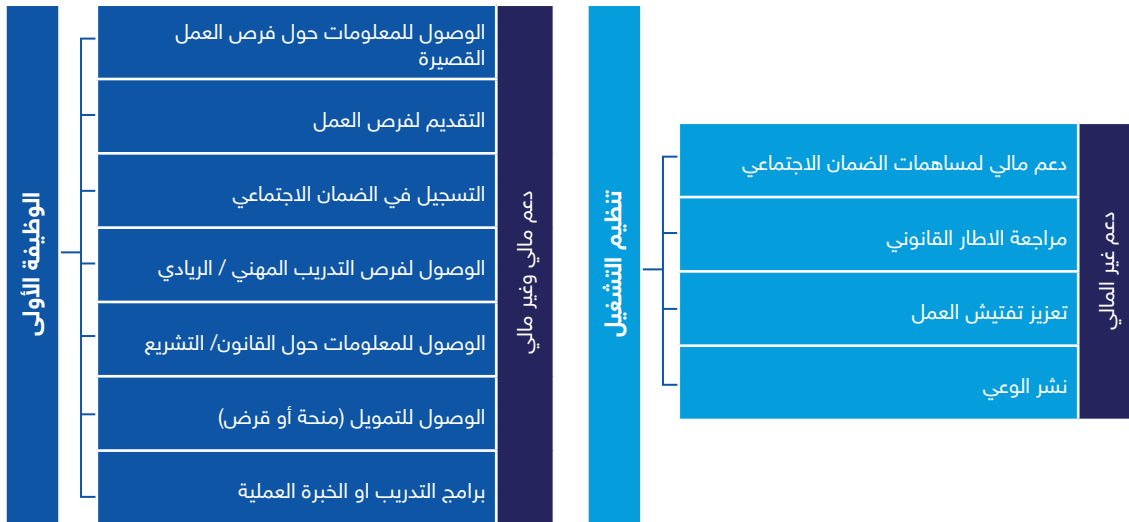 دعم غير المالي
دعم مالي لمساهمات الضمان الاجتماعي
مراجعة الاطار القانوني
تعزيز تفتيش العمل
نشر الوعي
تنظيم التشغيل
دعم مالي وغير مالي
الوصول للمعلومات حول فرص العمل
القصيرة
التقديم لفرص العمل
التسجيل في الضمان الاجتماعي
الوصول لفرص التدريب المهني / الريادي
الوصول للمعلومات حول القانون/ التشريع
الوصول للتمويل (منحة أو قرض)
برامج التدريب او الخبرة العملية
الوظيفة الأولى